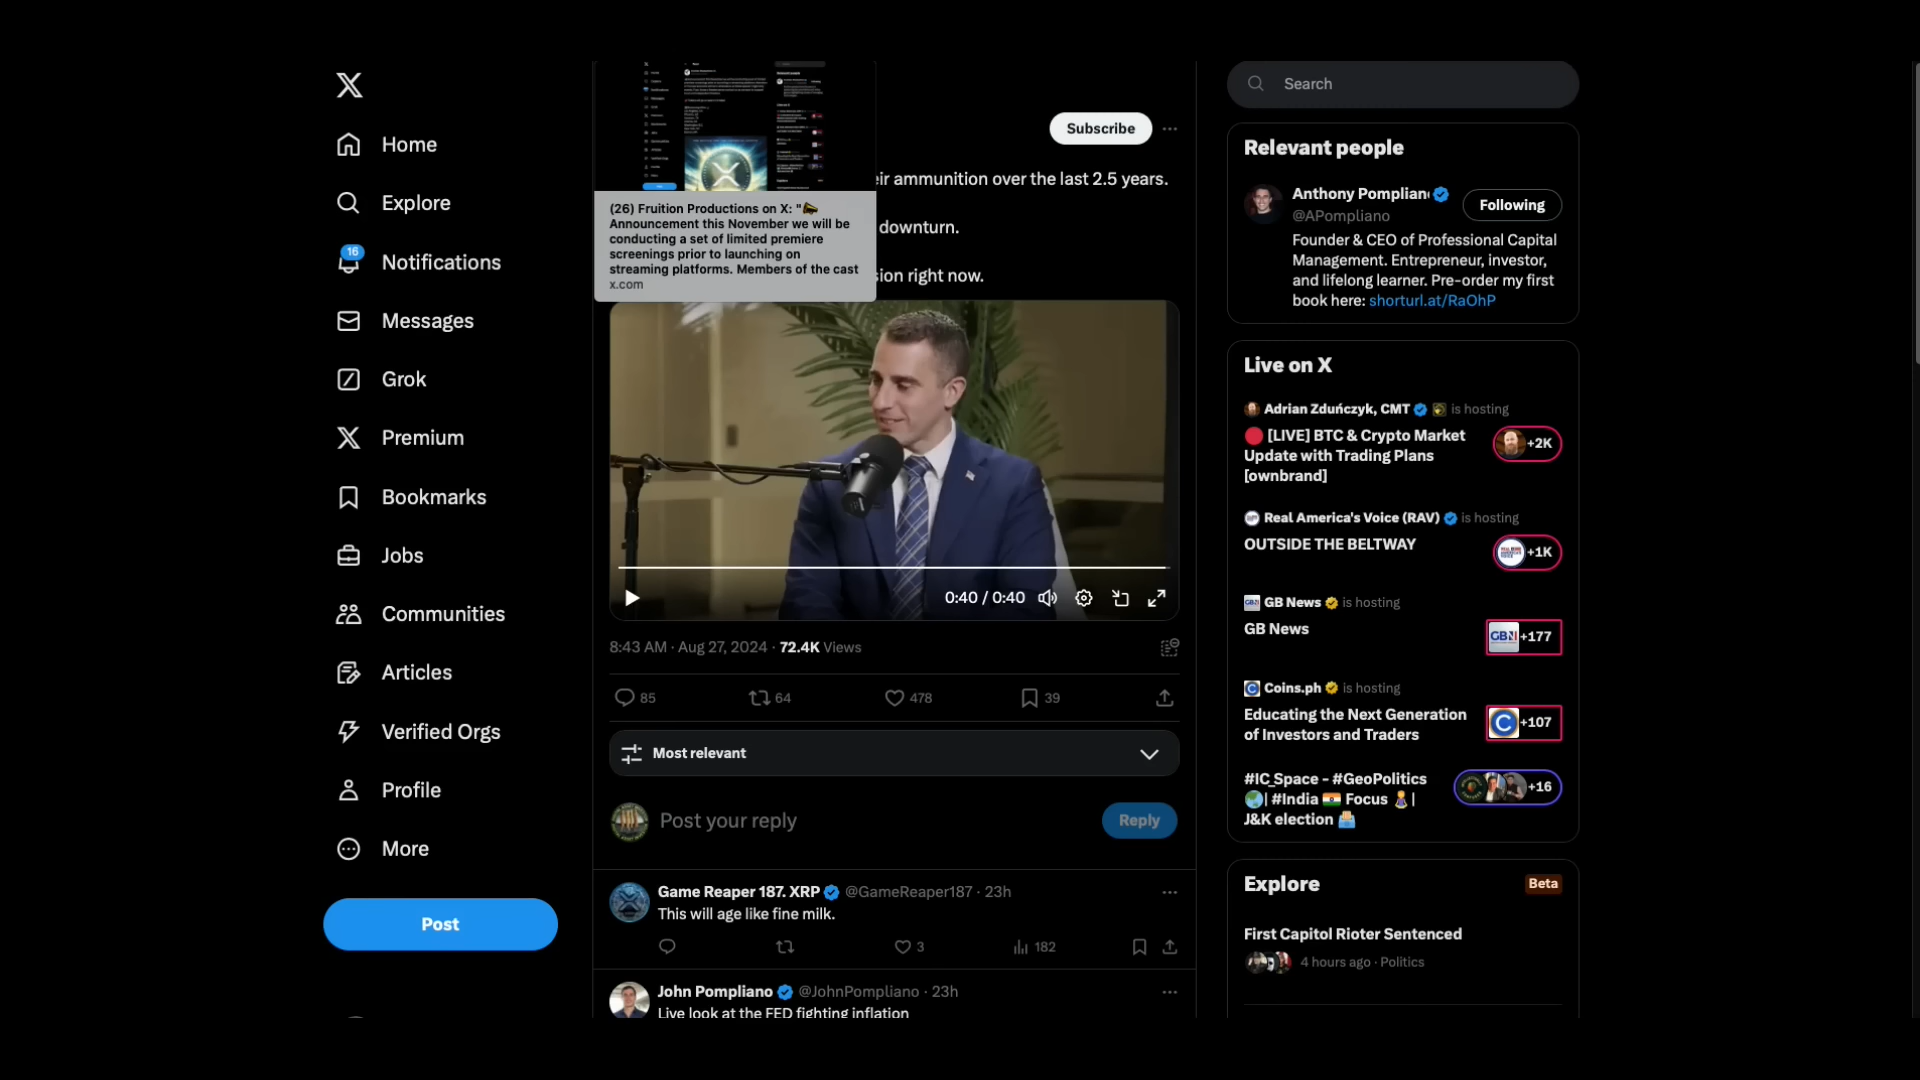 Home
Explore
16
Notifications
Messages
Grok
Premium
Bookmarks
Jobs
Communities
Articles
Verified Orgs
Profile
More
Post
Subscribe
eir ammunition over the last 2.5 years.
downturn.
sion right now.
(26) Fruition Productions on X: "📣
Announcement this November we will be
conducting a set of limited premiere
screenings prior to launching on
streaming platforms. Members of the cast
x.com
0:40 / 0:40
8:43 AM · Aug 27, 2024 · 72.4K Views
85
64
478
39
Most relevant
Post your reply
Reply
Game Reaper 187. XRP @GameReaper187 · 23h
This will age like fine milk.
3
182
John Pompliano @JohnPompliano · 23h
Live look at the FED fighting inflation
Search
Relevant people
Anthony Pompliano
@APompliano
Following
Founder & CEO of Professional Capital
Management. Entrepreneur, investor,
and lifelong learner. Pre-order my first
book here: shorturl.at/RaOhP
Live on X
Adrian Zduńczyk, CMT is hosting
🔴 [LIVE] BTC & Crypto Market
Update with Trading Plans
[ownbrand]
+2K
Real America's Voice (RAV) is hosting
OUTSIDE THE BELTWAY
+1K
GB News is hosting
GB News
GBN
+177
Coins.ph is hosting
Educating the Next Generation
of Investors and Traders
+107
#IC_Space - #GeoPolitics
🌏| #India 🇮🇳 Focus ♟️|
J&K election 🗳️
+16
Explore
Beta
First Capitol Rioter Sentenced
4 hours ago · Politics